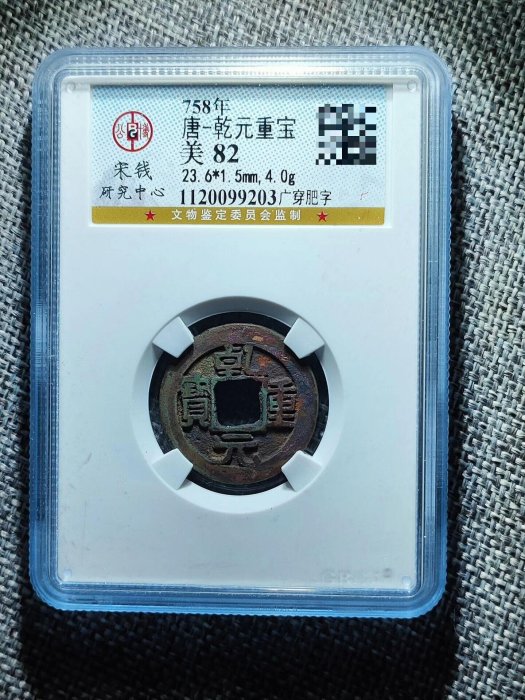 758年
唐-乾元重宝
美 82
23.6*1.5mm,4.0g
1120099203广穿肥字
公博
宋钱
研究中心
★ 文物鉴定委员会监制 ★
乾
元
重
寶